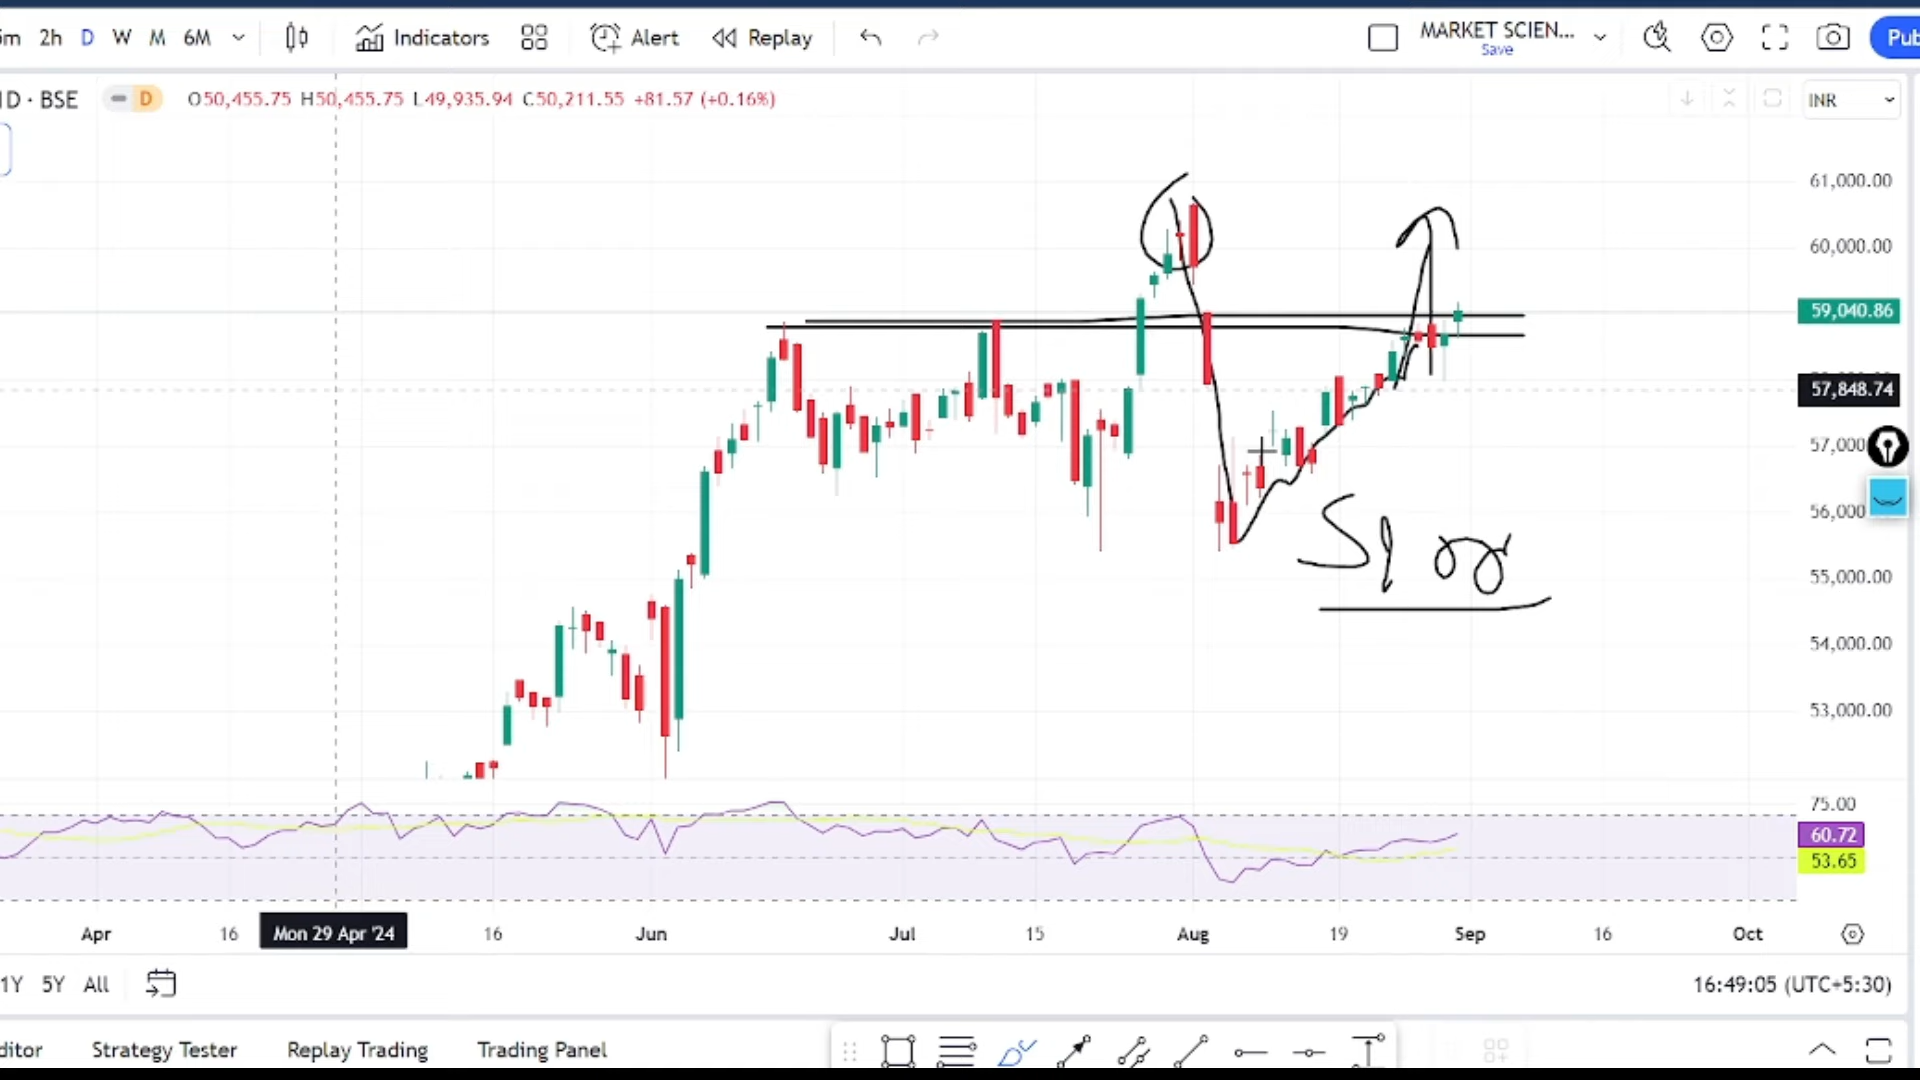 5m 2h D W M 6M Indicators Alert Replay MARKET SCIEN... Save Pub
1D · BSE D O50,455.75 H50,455.75 L49,935.94 C50,211.55 +81.57 (+0.16%) INR
61,000.00
60,000.00
59,040.86
57,848.74
57,000
56,000
55,000.00
54,000.00
53,000.00
75.00
60.72
53.65
Apr 16 Mon 29 Apr '24 16 Jun Jul 15 Aug 19 Sep 16 Oct
1Y 5Y All 16:49:05 (UTC+5:30)
ditor Strategy Tester Replay Trading Trading Panel